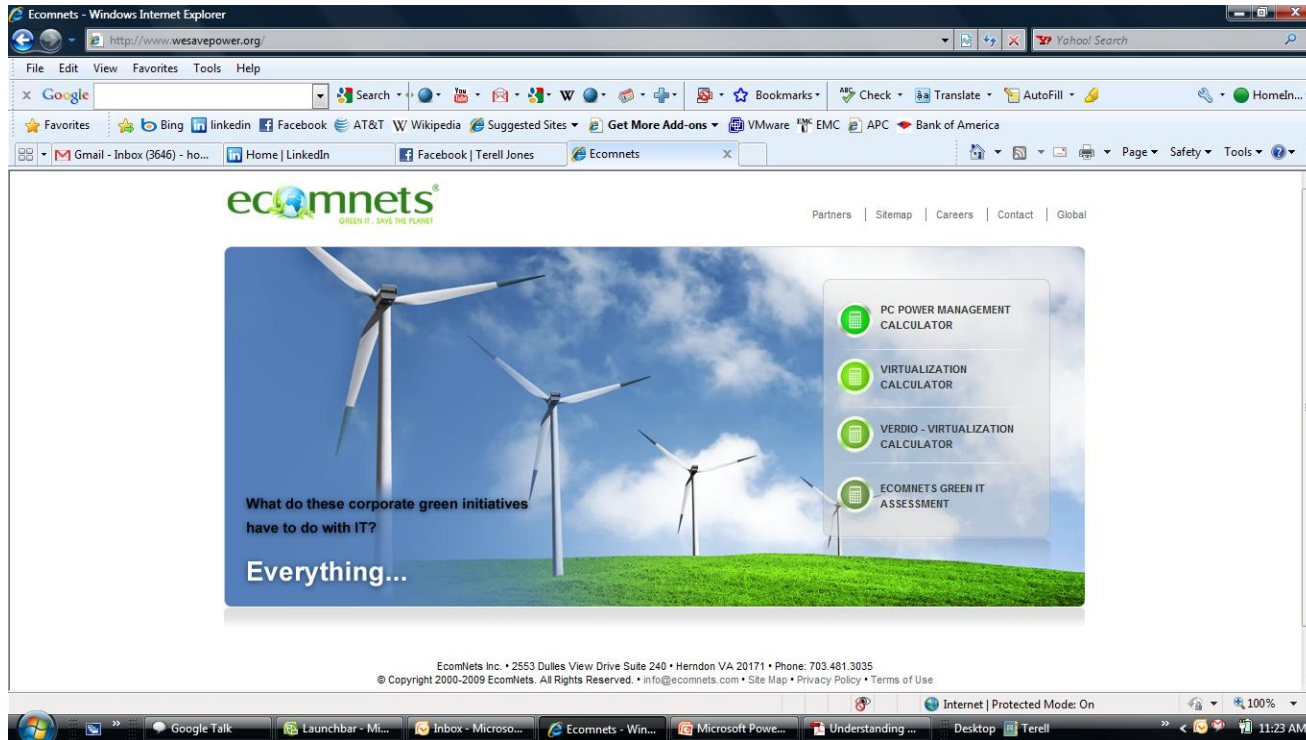 Ecomnets - Windows Internet Explorer
http://www.wesavepower.org/
Yahoo! Search
File Edit View Favorites Tools Help
x Google Search W Bookmarks Check Translate AutoFill HomeIn...
Favorites Bing linkedin Facebook AT&T Wikipedia Suggested Sites Get More Add-ons VMware EMC EMC APC Bank of America
Gmail - Inbox (3646) - ho... Home | LinkedIn Facebook | Terell Jones Ecomnets x Page Safety Tools
ecomnets®
GREEN IT . SAVE THE PLANET
Partners | Sitemap | Careers | Contact | Global
PC POWER MANAGEMENT
CALCULATOR
VIRTUALIZATION
CALCULATOR
VERDIO - VIRTUALIZATION
CALCULATOR
ECOMNETS GREEN IT
ASSESSMENT
What do these corporate green initiatives
have to do with IT?
Everything...
EcomNets Inc. • 2553 Dulles View Drive Suite 240 • Herndon VA 20171 • Phone: 703.481.3035
© Copyright 2000-2009 EcomNets. All Rights Reserved. • info@ecomnets.com • Site Map • Privacy Policy • Terms of Use
Internet | Protected Mode: On 100%
Google Talk Launchbar - Mi... Inbox - Microso... Ecomnets - Win... Microsoft Powe... Understanding ... Desktop Terell 11:23 AM